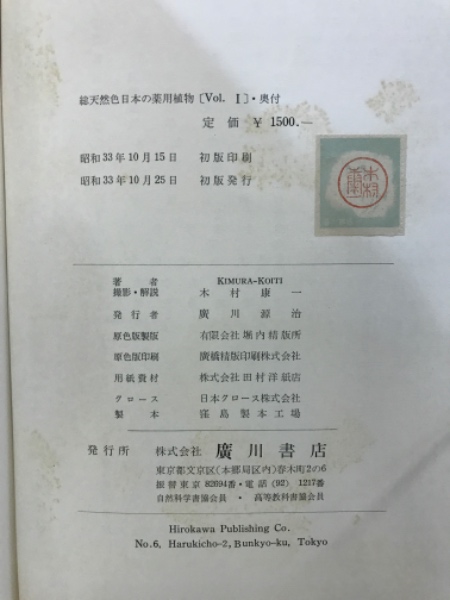 総天然色日本の薬用植物〔Vol. I〕・奥付
定価 ¥ 1500.—
昭和33年10月15日 初版印刷
昭和33年10月25日 初版発行
木村
著者 KIMURA-KOITI
撮影・解説 木村康一
発行者 廣川源治
原色版製版 有限会社 堀内精版所
原色版印刷 廣橋精版印刷株式会社
用紙資材 株式会社 田村洋紙店
クロース 日本クロース株式会社
製本 窪島製本工場
発行所 株式会社 廣川書店
東京都文京区(本郷局区内)春木町2の6
振替東京 82694番・電話 (92) 1217番
自然科学書協会員・高等教科書協会員
Hirokawa Publishing Co.
No.6, Harukicho-2, Bunkyo-ku, Tokyo